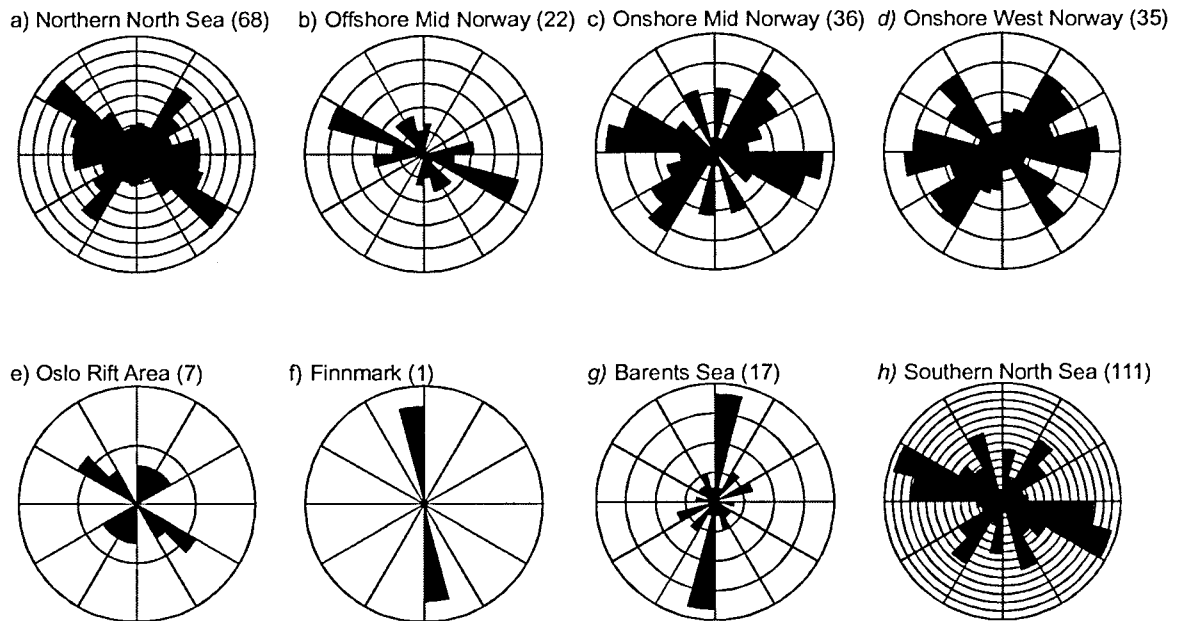 a) Northern North Sea (68)
b) Offshore Mid Norway (22)
c) Onshore Mid Norway (36)
d) Onshore West Norway (35)
e) Oslo Rift Area (7)
f) Finnmark (1)
g) Barents Sea (17)
h) Southern North Sea (111)